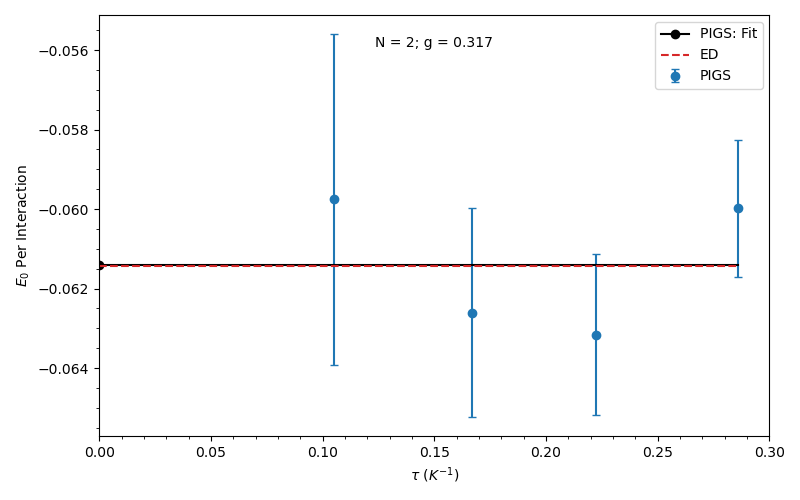 N = 2; g = 0.317
PIGS: Fit
ED
PIGS
−0.056
−0.058
−0.060
−0.062
−0.064
E₀ Per Interaction
0.00 0.05 0.10 0.15 0.20 0.25 0.30
τ (K⁻¹)